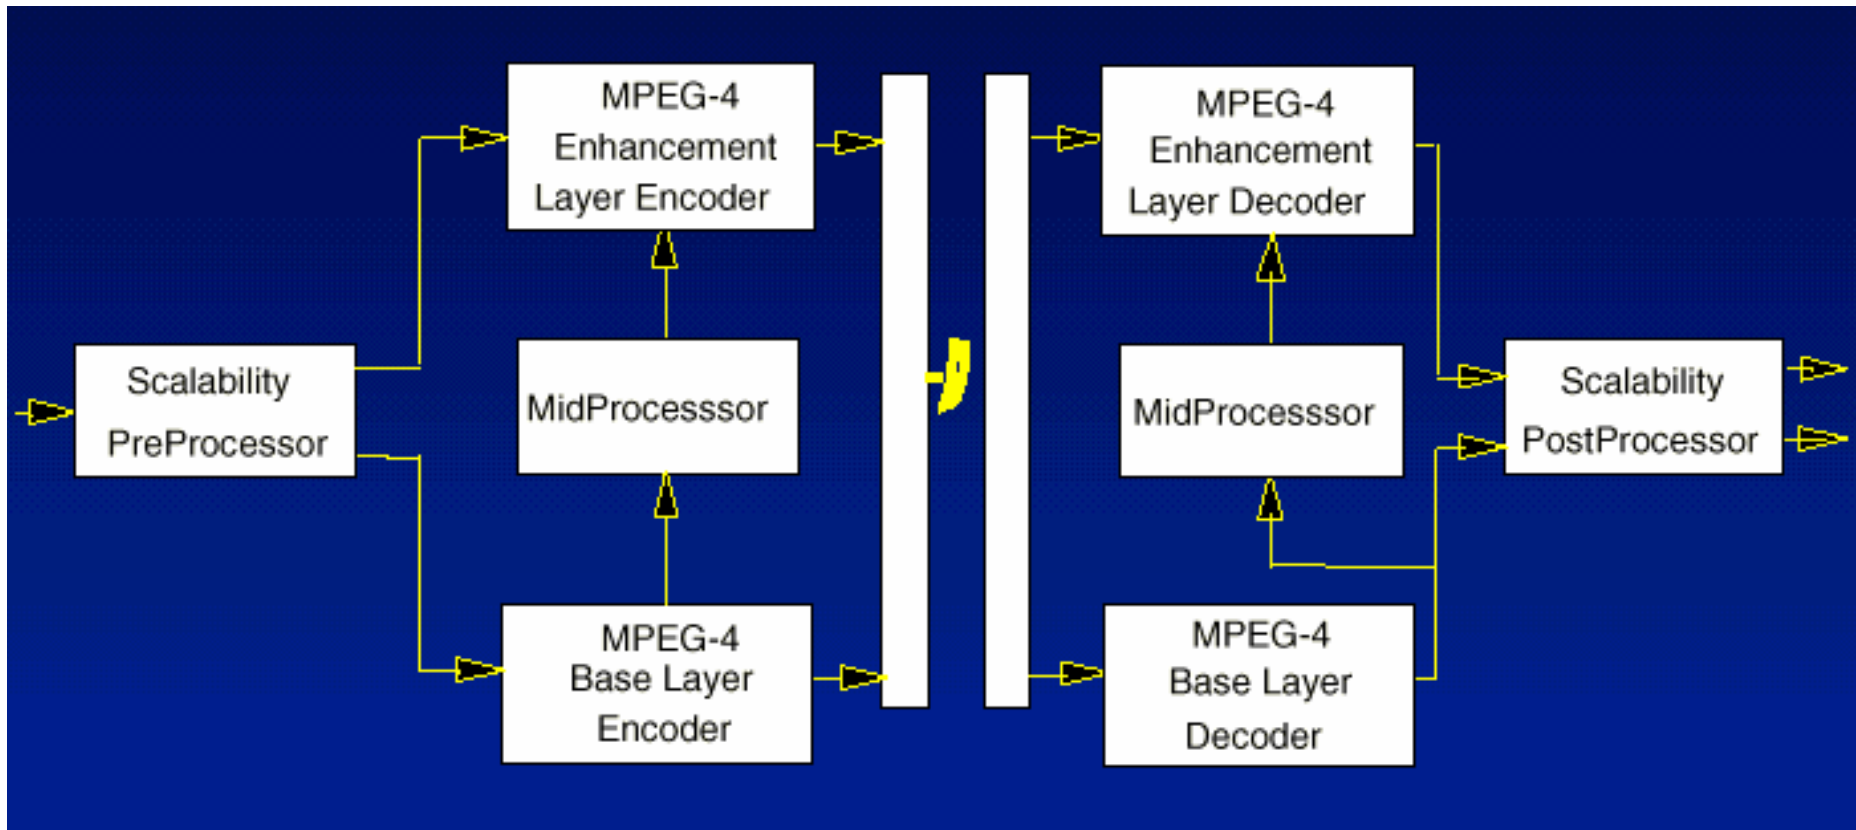 MPEG-4
Enhancement
Layer Encoder
MPEG-4
Enhancement
Layer Decoder
Scalability
PreProcessor
MidProcesssor
MidProcesssor
Scalability
PostProcessor
MPEG-4
Base Layer
Encoder
MPEG-4
Base Layer
Decoder